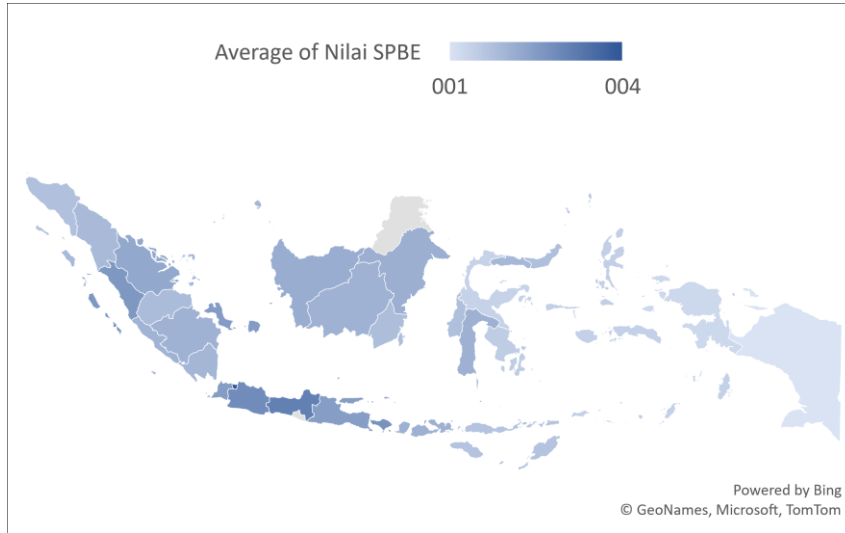 Average of Nilai SPBE
001 004
Powered by Bing
© GeoNames, Microsoft, TomTom